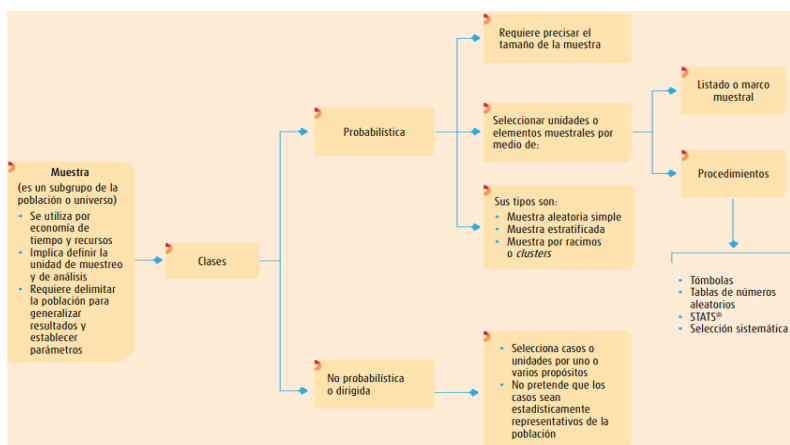 Muestra
(es un subgrupo de la
población o universo)
• Se utiliza por
economía de
tiempo y recursos
• Implica definir la
unidad de muestreo
y de análisis
• Requiere delimitar
la población para
generalizar
resultados y
establecer
parámetros
Clases
Probabilística
Requiere precisar el
tamaño de la muestra
Seleccionar unidades o
elementos muestrales por
medio de:
Listado o marco
muestral
Procedimientos
• Tómbolas
• Tablas de números
aleatorios
• STATS®
• Selección sistemática
Sus tipos son:
• Muestra aleatoria simple
• Muestra estratificada
• Muestra por racimos
o clusters
No probabilística
o dirigida
• Selecciona casos o
unidades por uno o
varios propósitos
• No pretende que los
casos sean
estadísticamente
representativos de la
población